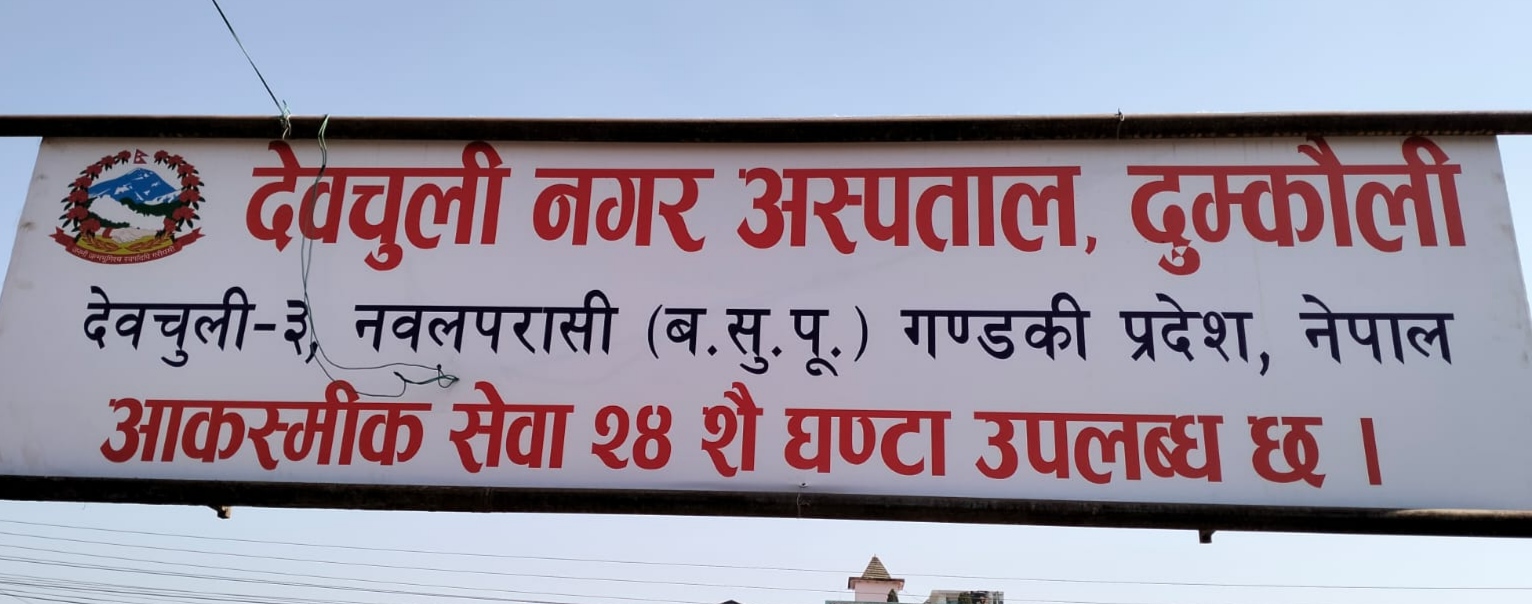 देवचुली नगर अस्पताल, दुम्कौली
देवचुली-३, नवलपरासी (ब.सु.पू.) गण्डकी प्रदेश, नेपाल
आकस्मीक सेवा २४ शै घण्टा उपलब्ध छ ।